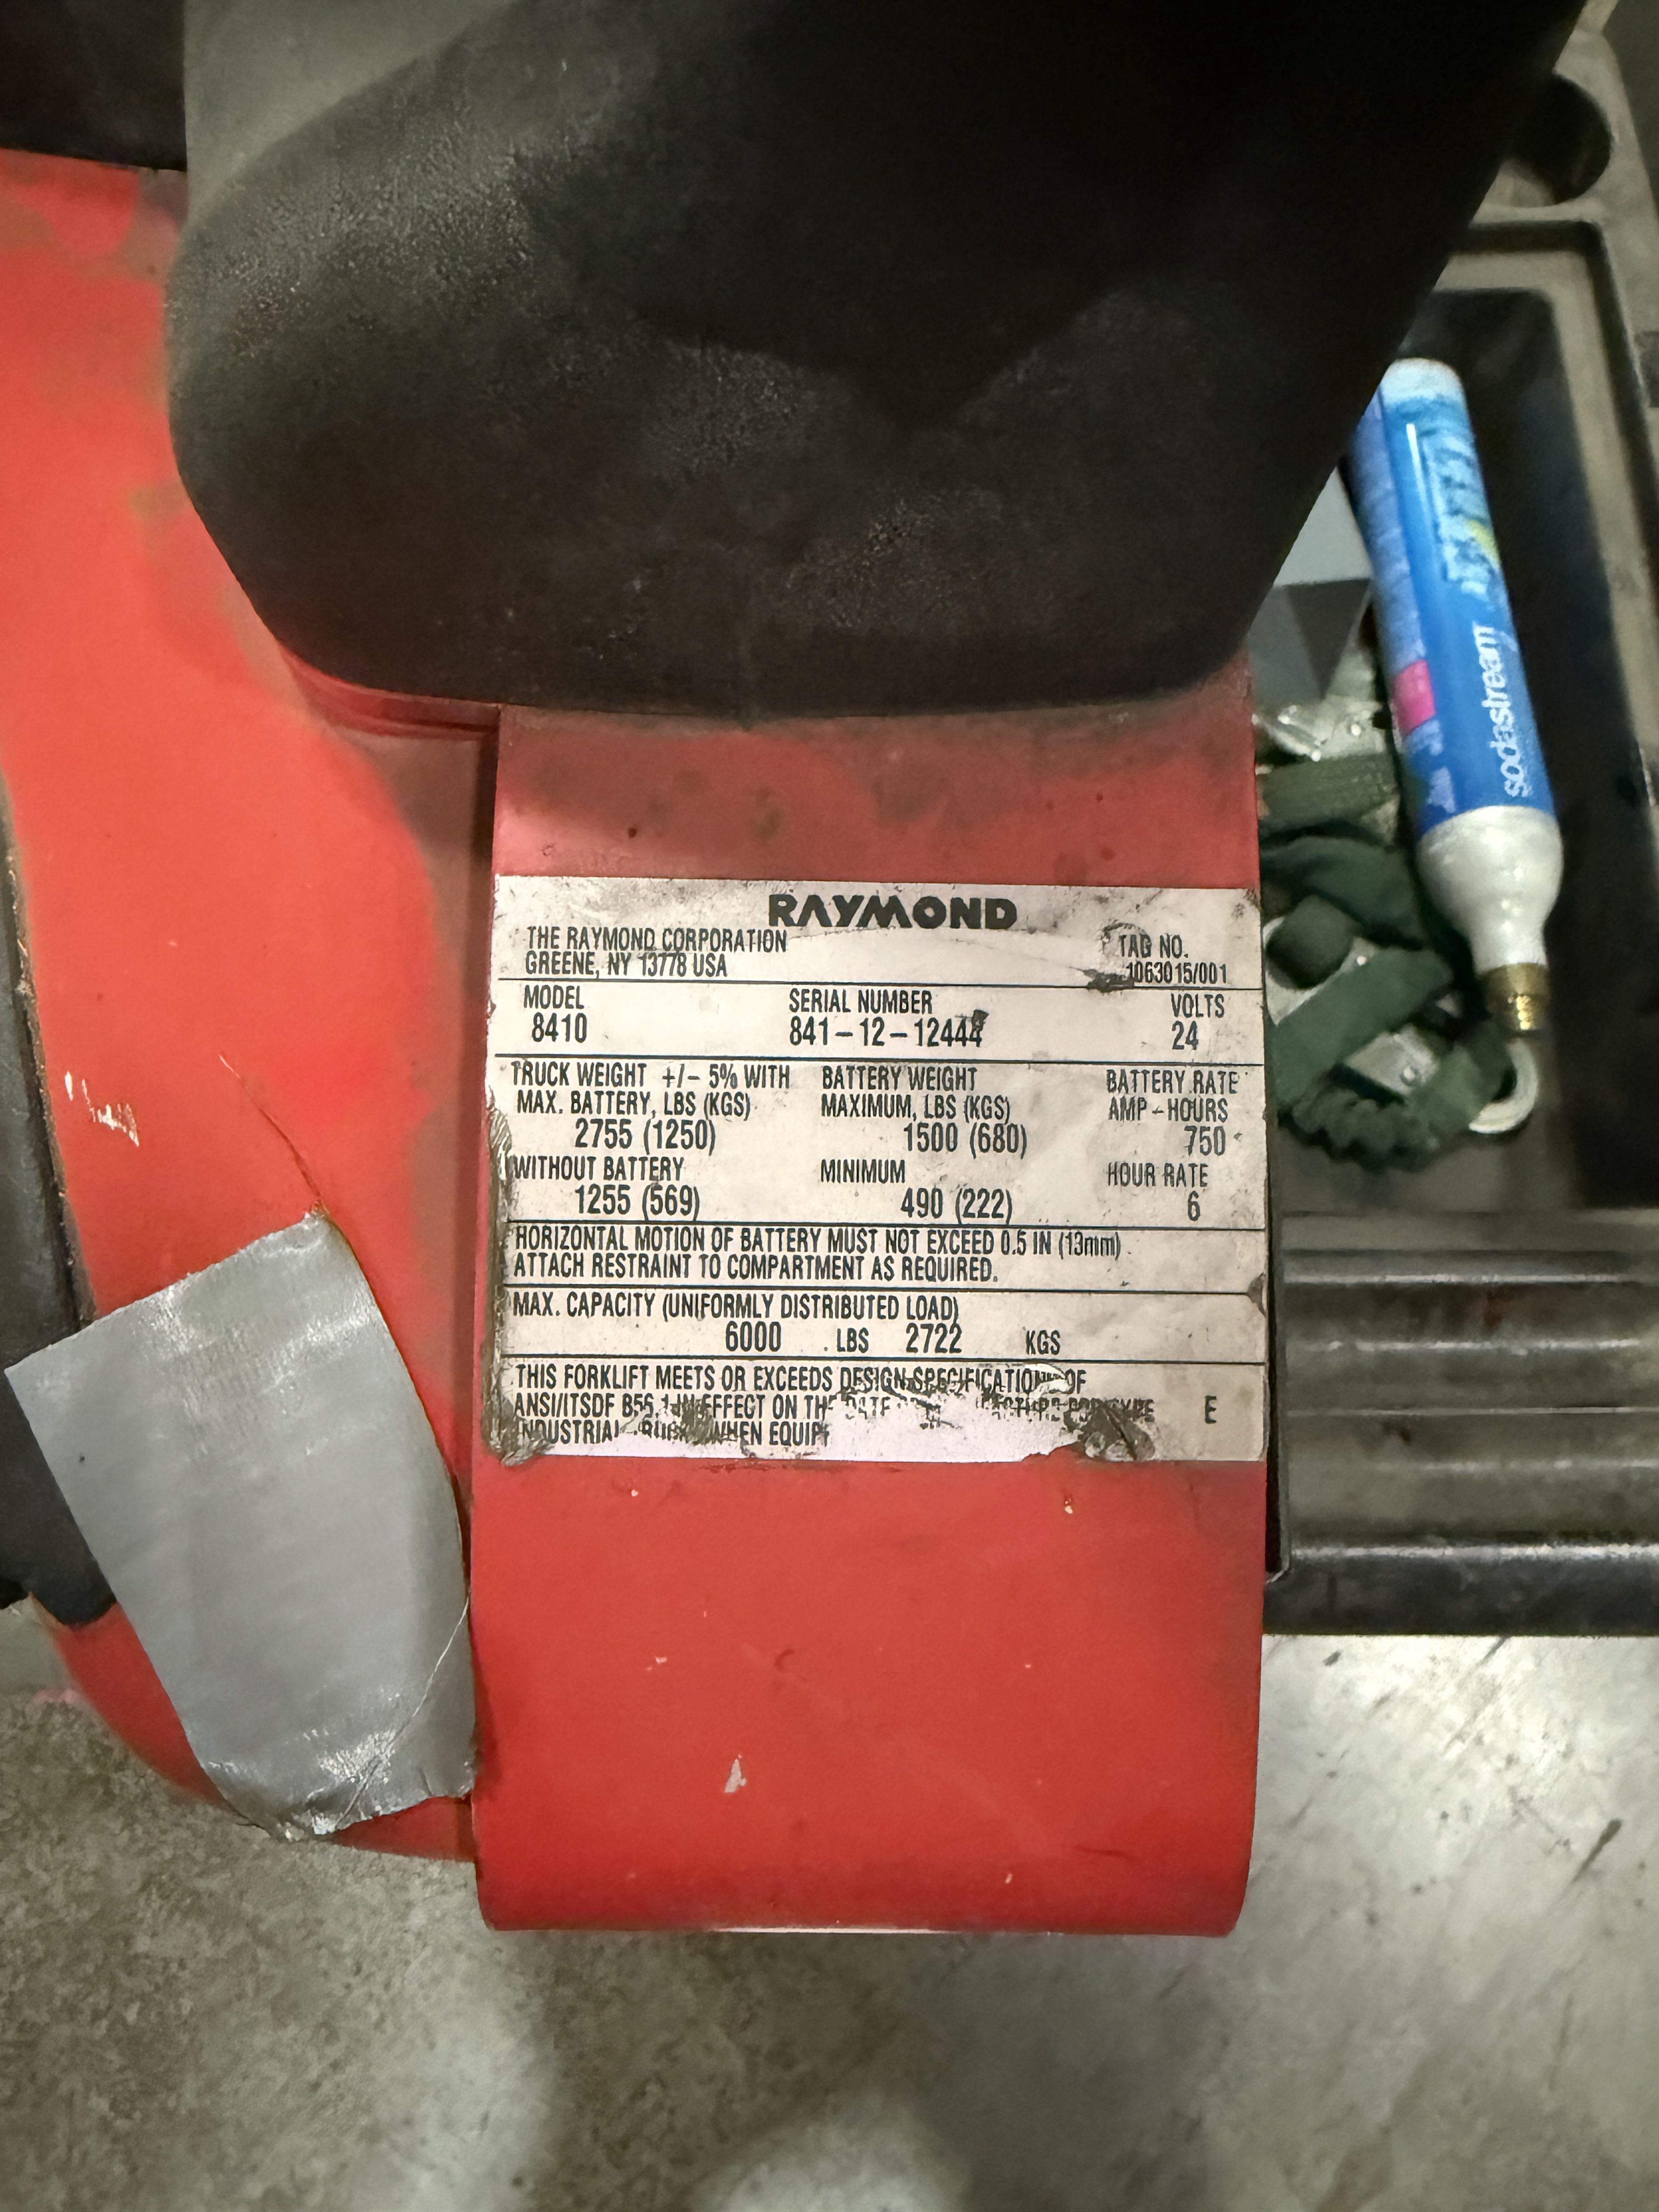 RAYMOND
THE RAYMOND CORPORATION
GREENE, NY 13778 USA
TAG NO.
1063015/001
MODEL SERIAL NUMBER VOLTS
8410 841-12-12444 24
TRUCK WEIGHT +/- 5% WITH BATTERY WEIGHT BATTERY RATE
MAX. BATTERY, LBS (KGS) MAXIMUM, LBS (KGS) AMP-HOURS
2755 (1250) 1500 (680) 750
WITHOUT BATTERY MINIMUM HOUR RATE
1255 (569) 490 (222) 6
HORIZONTAL MOTION OF BATTERY MUST NOT EXCEED 0.5 IN (13mm)
ATTACH RESTRAINT TO COMPARTMENT AS REQUIRED.
MAX. CAPACITY (UNIFORMLY DISTRIBUTED LOAD)
6000 LBS 2722 KGS
THIS FORKLIFT MEETS OR EXCEEDS DESIGN SPECIFICATIONS OF
ANSI/ITSDF B56.1 IN EFFECT ON THE DATE TYPE E
INDUSTRIAL WHEN
sodastream